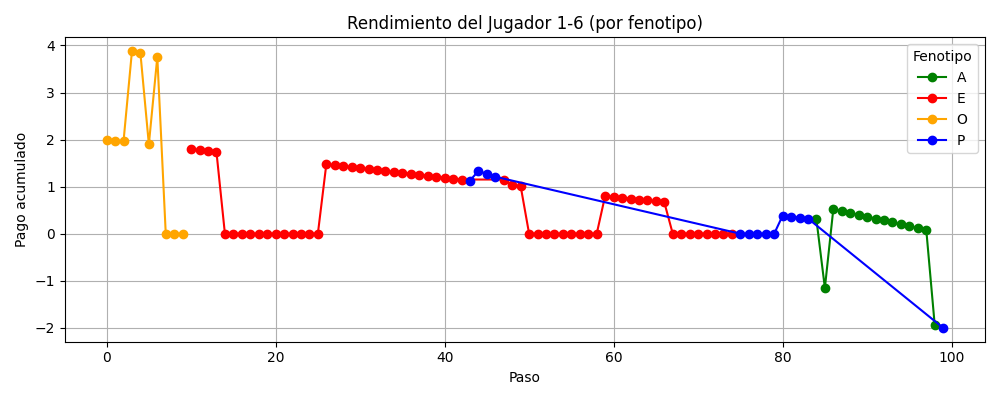 Rendimiento del Jugador 1-6 (por fenotipo)
Pago acumulado
4
3
2
1
0
−1
−2
Fenotipo
A
E
O
P
0 20 40 60 80 100
Paso